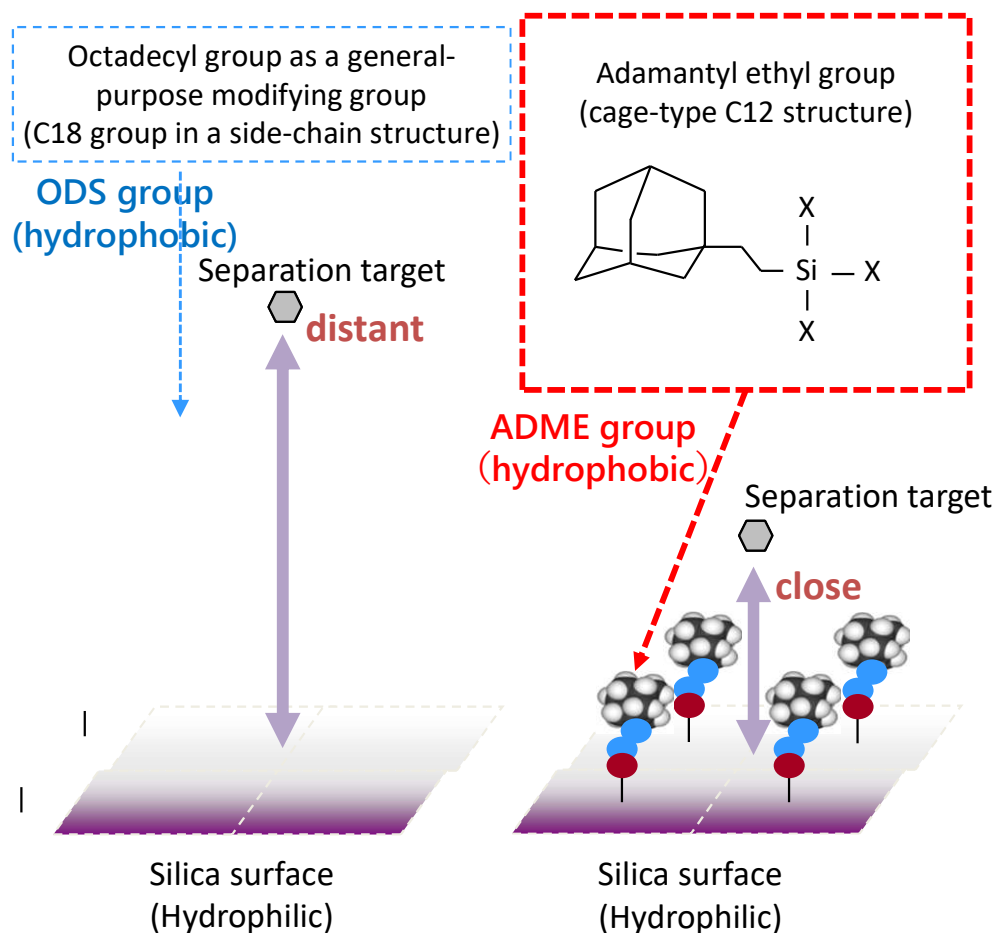 Octadecyl group as a general-
purpose modifying group
(C18 group in a side-chain structure)
ODS group
(hydrophobic)
Separation target
distant
Silica surface
(Hydrophilic)
Adamantyl ethyl group
(cage-type C12 structure)
X
Si
X
X
ADME group
(hydrophobic)
Separation target
close
Silica surface
(Hydrophilic)